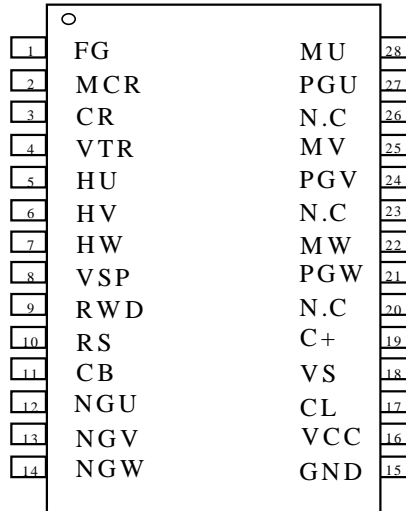 1 FG MU 28
2 MCR PGU 27
3 CR N.C 26
4 VTR MV 25
5 HU PGV 24
6 HV N.C 23
7 HW MW 22
8 VSP PGW 21
9 RWD N.C 20
10 RS C+ 19
11 CB VS 18
12 NGU CL 17
13 NGV VCC 16
14 NGW GND 15